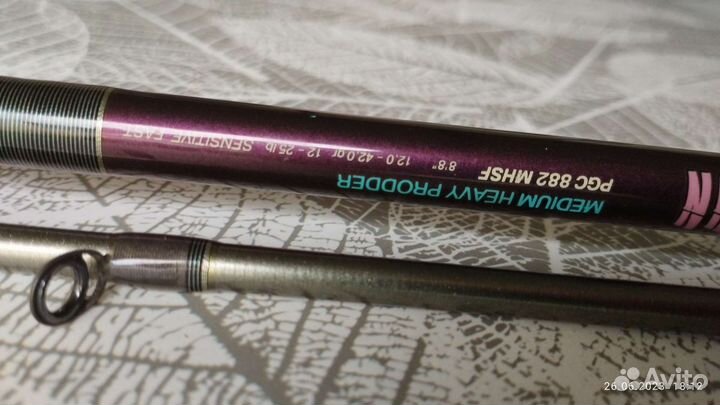 MEDIUM HEAVY PRODDER
PGC 882 MHSF
8'8" 12.0 - 42.0 gr 12 - 25 lb SENSITIVE FAST
26.06.2023 18:12
Avito